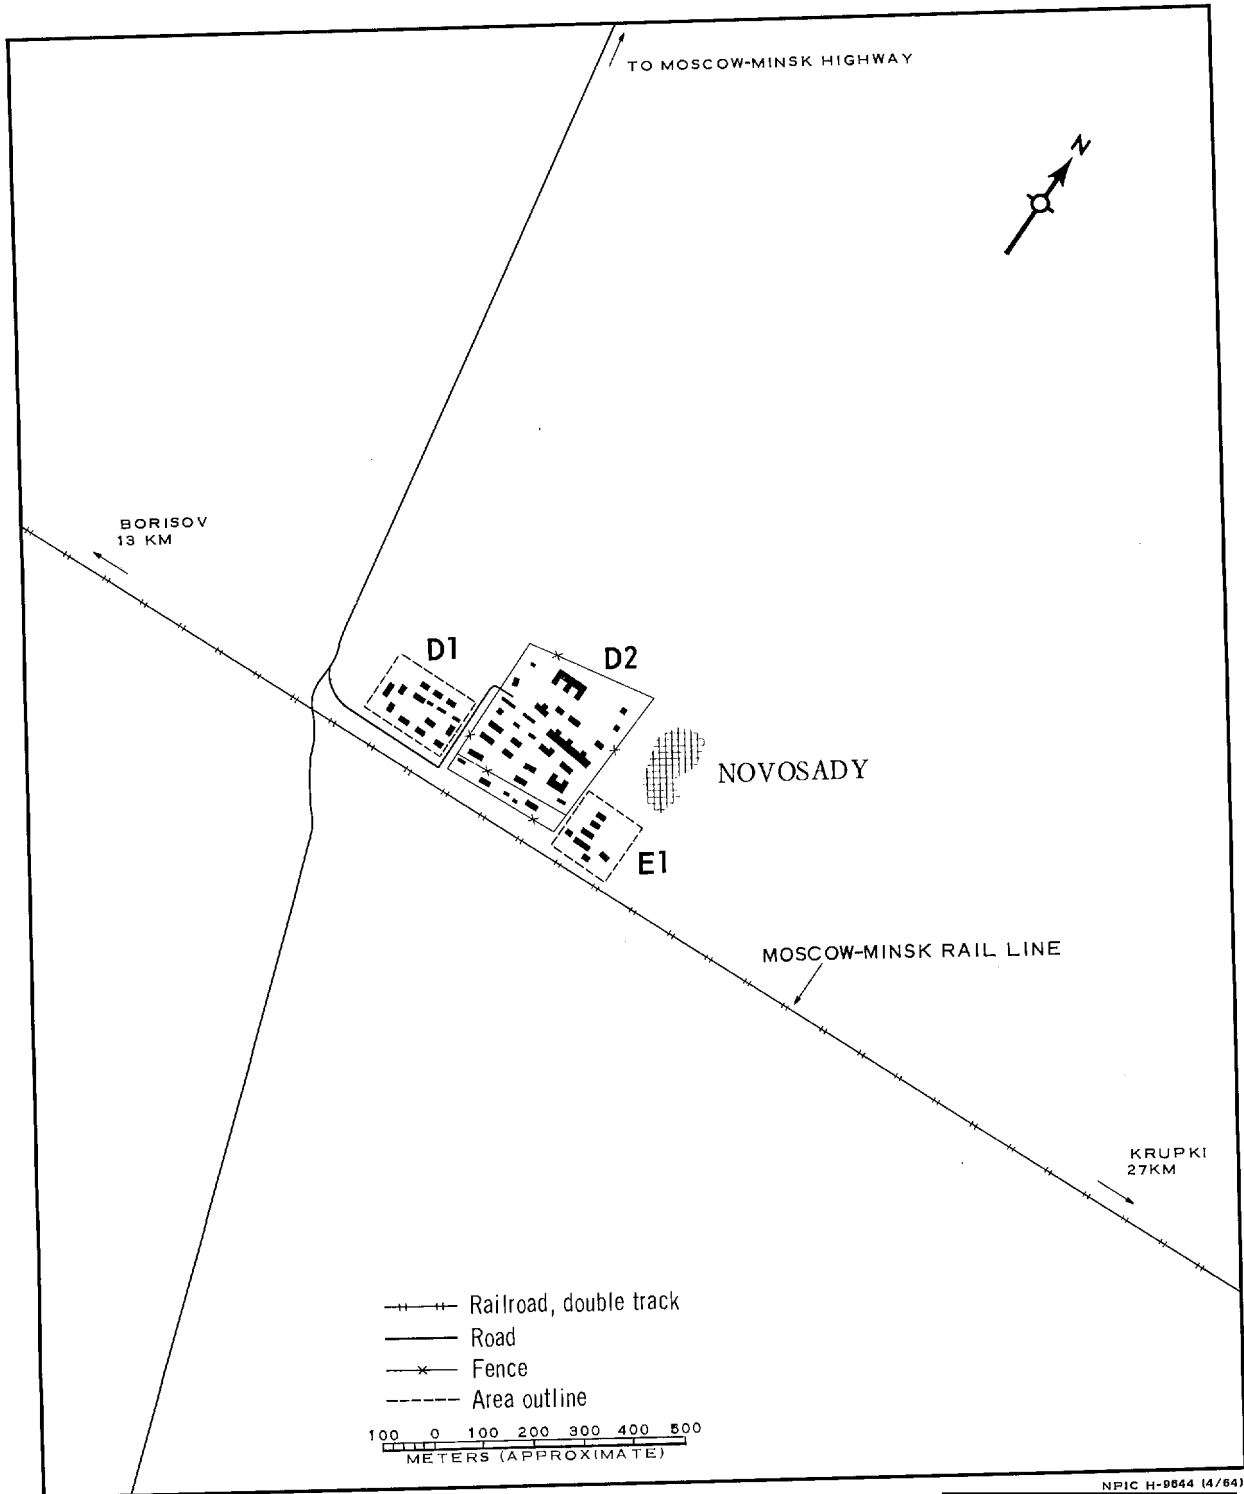 TO MOSCOW-MINSK HIGHWAY
N
BORISOV
13 KM
D1
D2
NOVOSADY
E1
MOSCOW-MINSK RAIL LINE
KRUPKI
27KM
Railroad, double track
Road
Fence
Area outline
100 0 100 200 300 400 500
METERS (APPROXIMATE)
NPIC H-9644 (4/64)